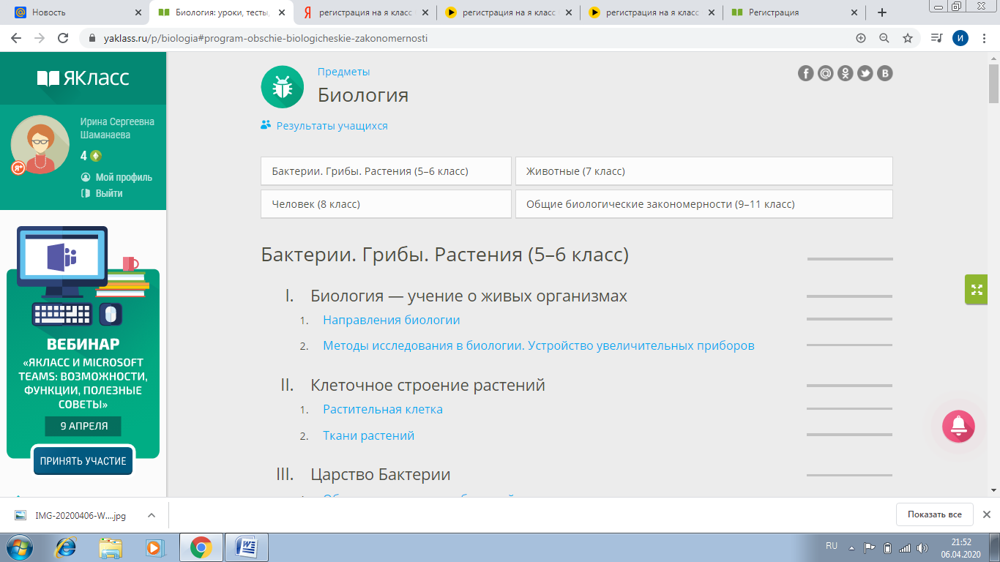 Новость
Биология: уроки, тесты,
регистрация на я класс
регистрация на я класс
регистрация на я класс
Регистрация
yaklass.ru/p/biologia#program-obschie-biologicheskie-zakonomernosti
И
ЯКласс
Ирина Сергеевна
Шаманаева
4
Я+
Мой профиль
Выйти
ВЕБИНАР
«ЯКЛАСС И MICROSOFT
TEAMS: ВОЗМОЖНОСТИ,
ФУНКЦИИ, ПОЛЕЗНЫЕ
СОВЕТЫ»
9 АПРЕЛЯ
ПРИНЯТЬ УЧАСТИЕ
Предметы
Биология
Результаты учащихся
Бактерии. Грибы. Растения (5–6 класс)
Животные (7 класс)
Человек (8 класс)
Общие биологические закономерности (9–11 класс)
Бактерии. Грибы. Растения (5–6 класс)
I. Биология — учение о живых организмах
1. Направления биологии
2. Методы исследования в биологии. Устройство увеличительных приборов
II. Клеточное строение растений
1. Растительная клетка
2. Ткани растений
III. Царство Бактерии
IMG-20200406-W....jpg
Показать все
RU
21:52
06.04.2020